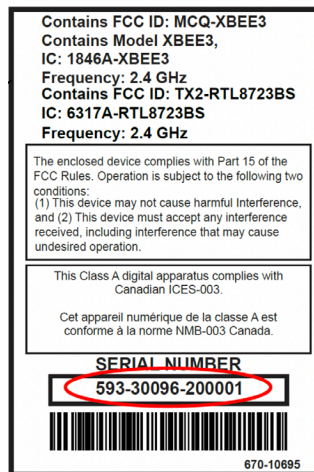 Contains FCC ID: MCQ-XBEE3
Contains Model XBEE3,
IC: 1846A-XBEE3
Frequency: 2.4 GHz
Contains FCC ID: TX2-RTL8723BS
IC: 6317A-RTL8723BS
Frequency: 2.4 GHz
The enclosed device complies with Part 15 of the
FCC Rules. Operation is subject to the following two
conditions:
(1) This device may not cause harmful Interference,
and (2) This device must accept any interference
received, including interference that may cause
undesired operation.
This Class A digital apparatus complies with
Canadian ICES-003.
Cet appareil numérique de la classe A est
conforme à la norme NMB-003 Canada.
SERIAL NUMBER
593-30096-200001
670-10695